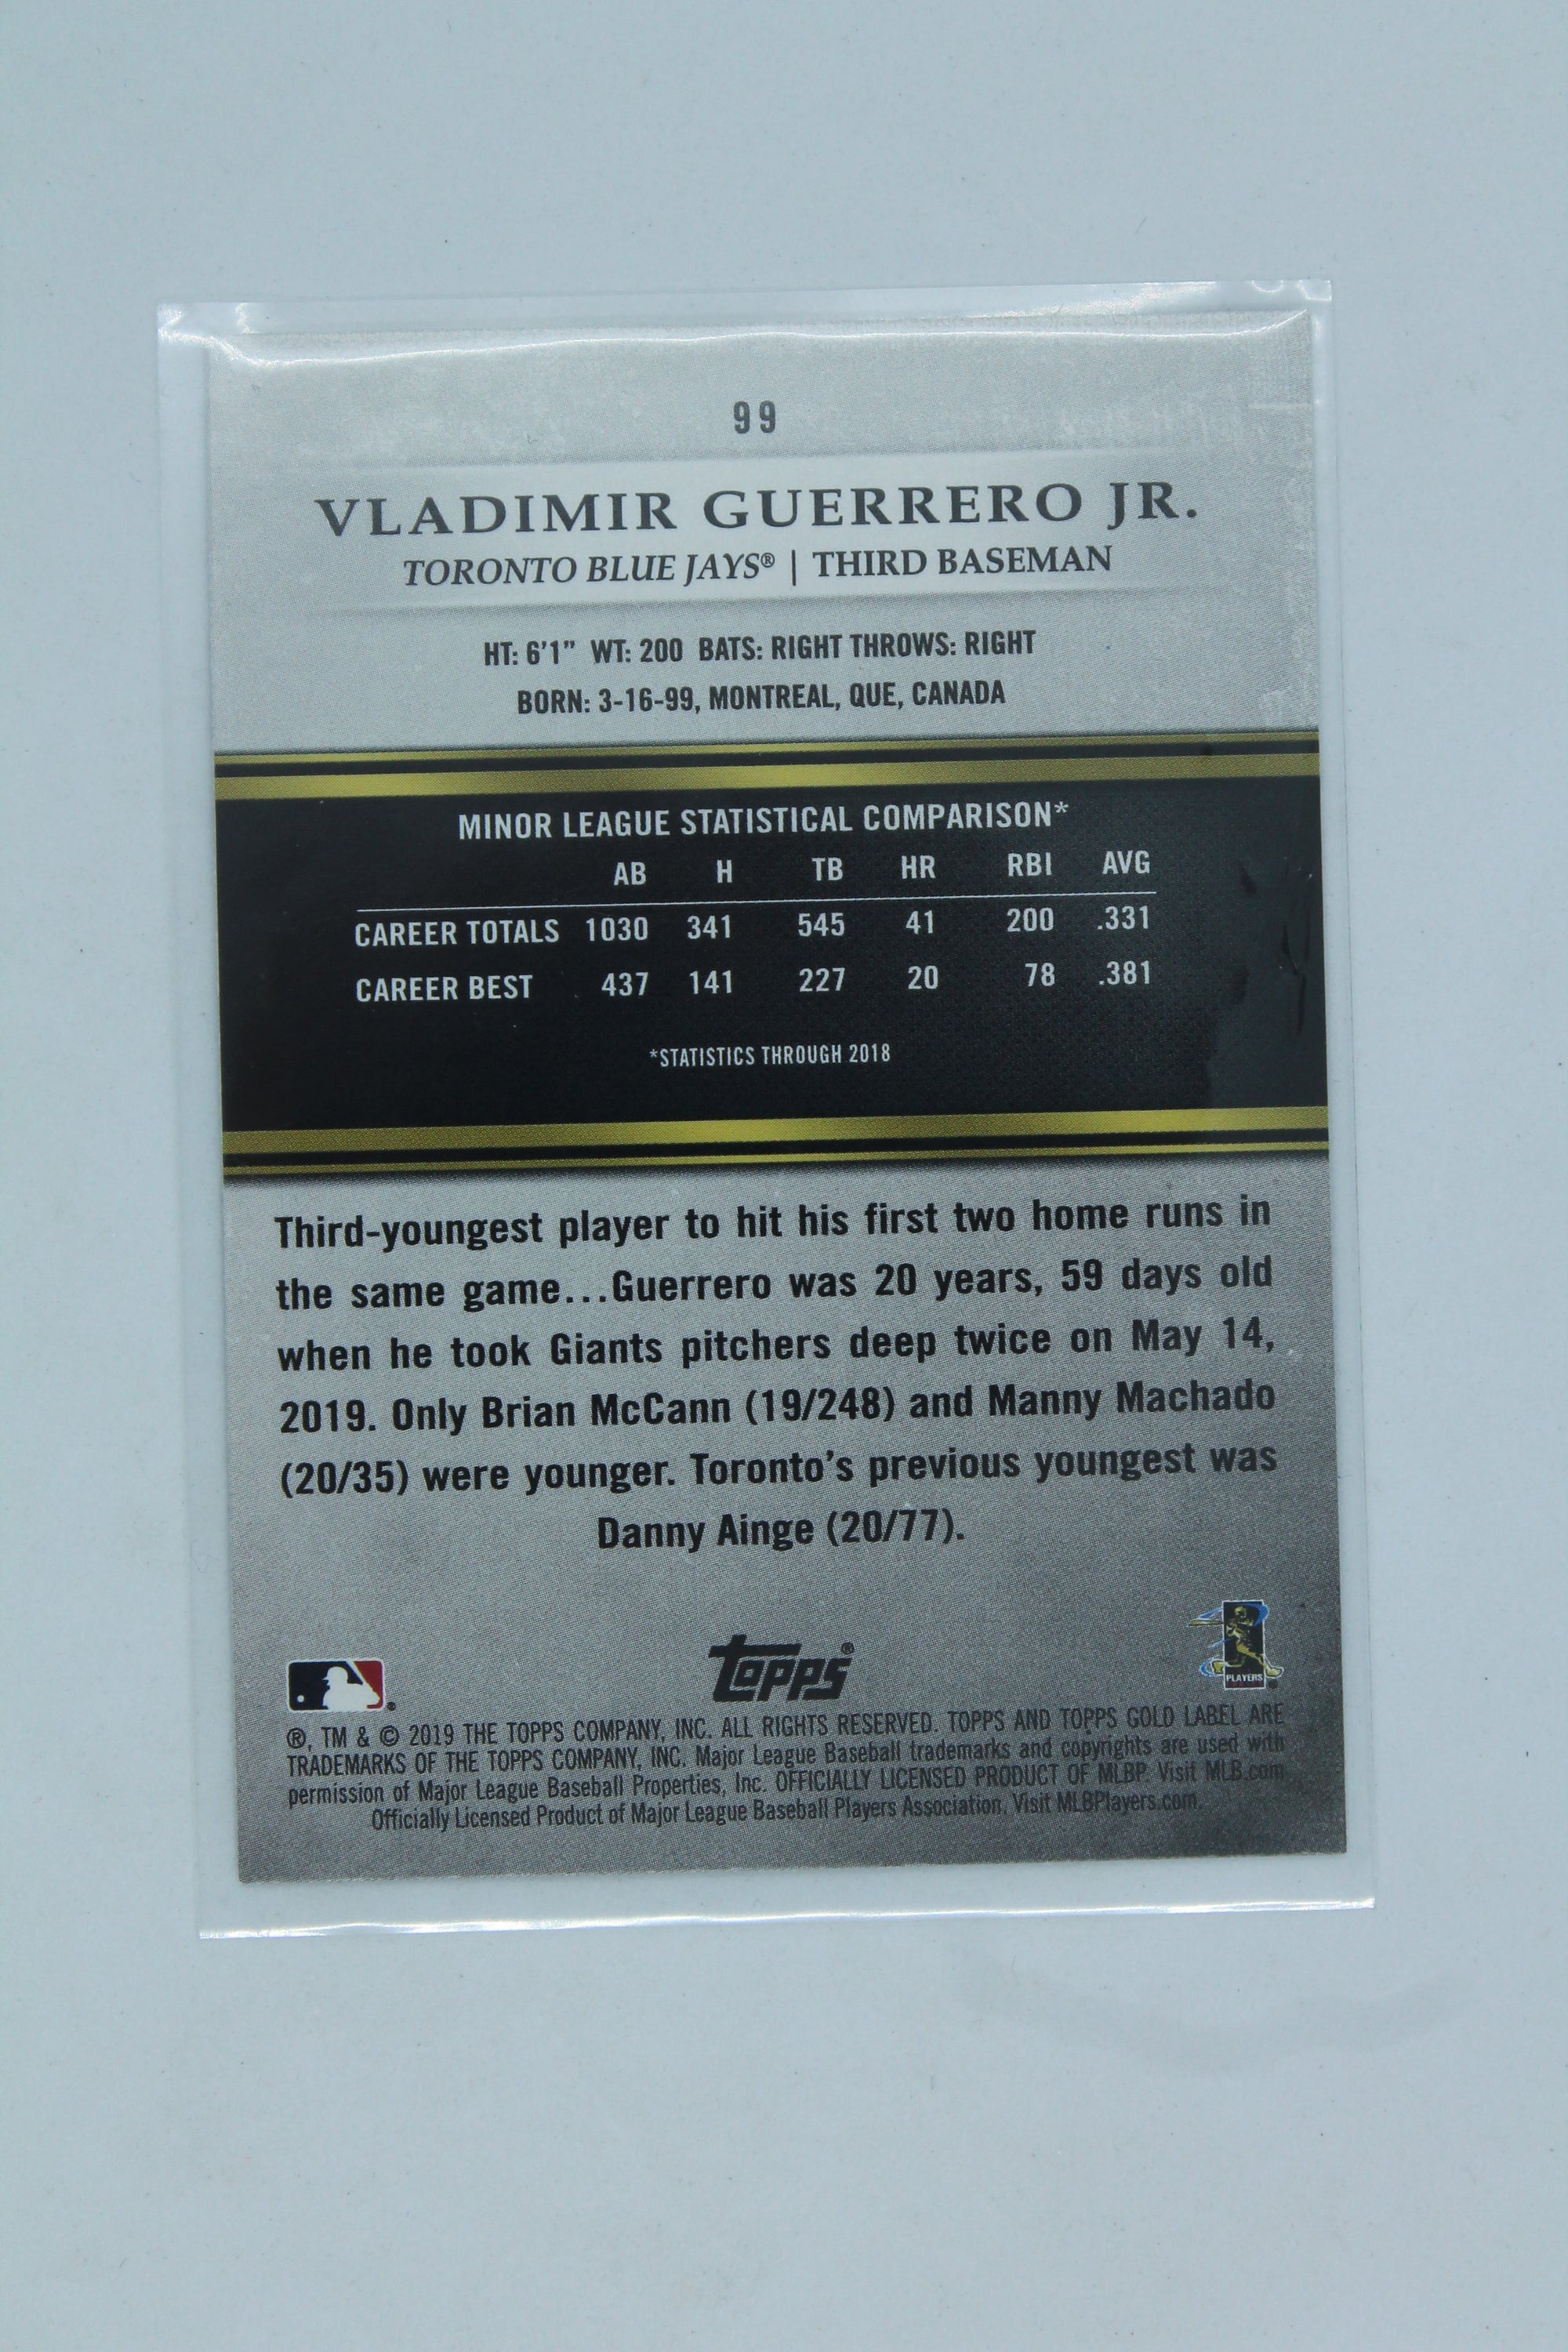 99
VLADIMIR GUERRERO JR.
TORONTO BLUE JAYS® | THIRD BASEMAN
HT: 6'1” WT: 200 BATS: RIGHT THROWS: RIGHT
BORN: 3-16-99, MONTREAL, QUE, CANADA
MINOR LEAGUE STATISTICAL COMPARISON*
AB H TB HR RBI AVG
CAREER TOTALS 1030 341 545 41 200 .331
CAREER BEST 437 141 227 20 78 .381
*STATISTICS THROUGH 2018
Third-youngest player to hit his first two home runs in
the same game...Guerrero was 20 years, 59 days old
when he took Giants pitchers deep twice on May 14,
2019. Only Brian McCann (19/248) and Manny Machado
(20/35) were younger. Toronto's previous youngest was
Danny Ainge (20/77).
PLAYERS
Topps®
®, TM & © 2019 THE TOPPS COMPANY, INC. ALL RIGHTS RESERVED. TOPPS AND TOPPS GOLD LABEL ARE
TRADEMARKS OF THE TOPPS COMPANY, INC. Major League Baseball trademarks and copyrights are used with
permission of Major League Baseball Properties, Inc. OFFICIALLY LICENSED PRODUCT OF MLBP. Visit MLB.com.
Officially Licensed Product of Major League Baseball Players Association. Visit MLBPlayers.com.